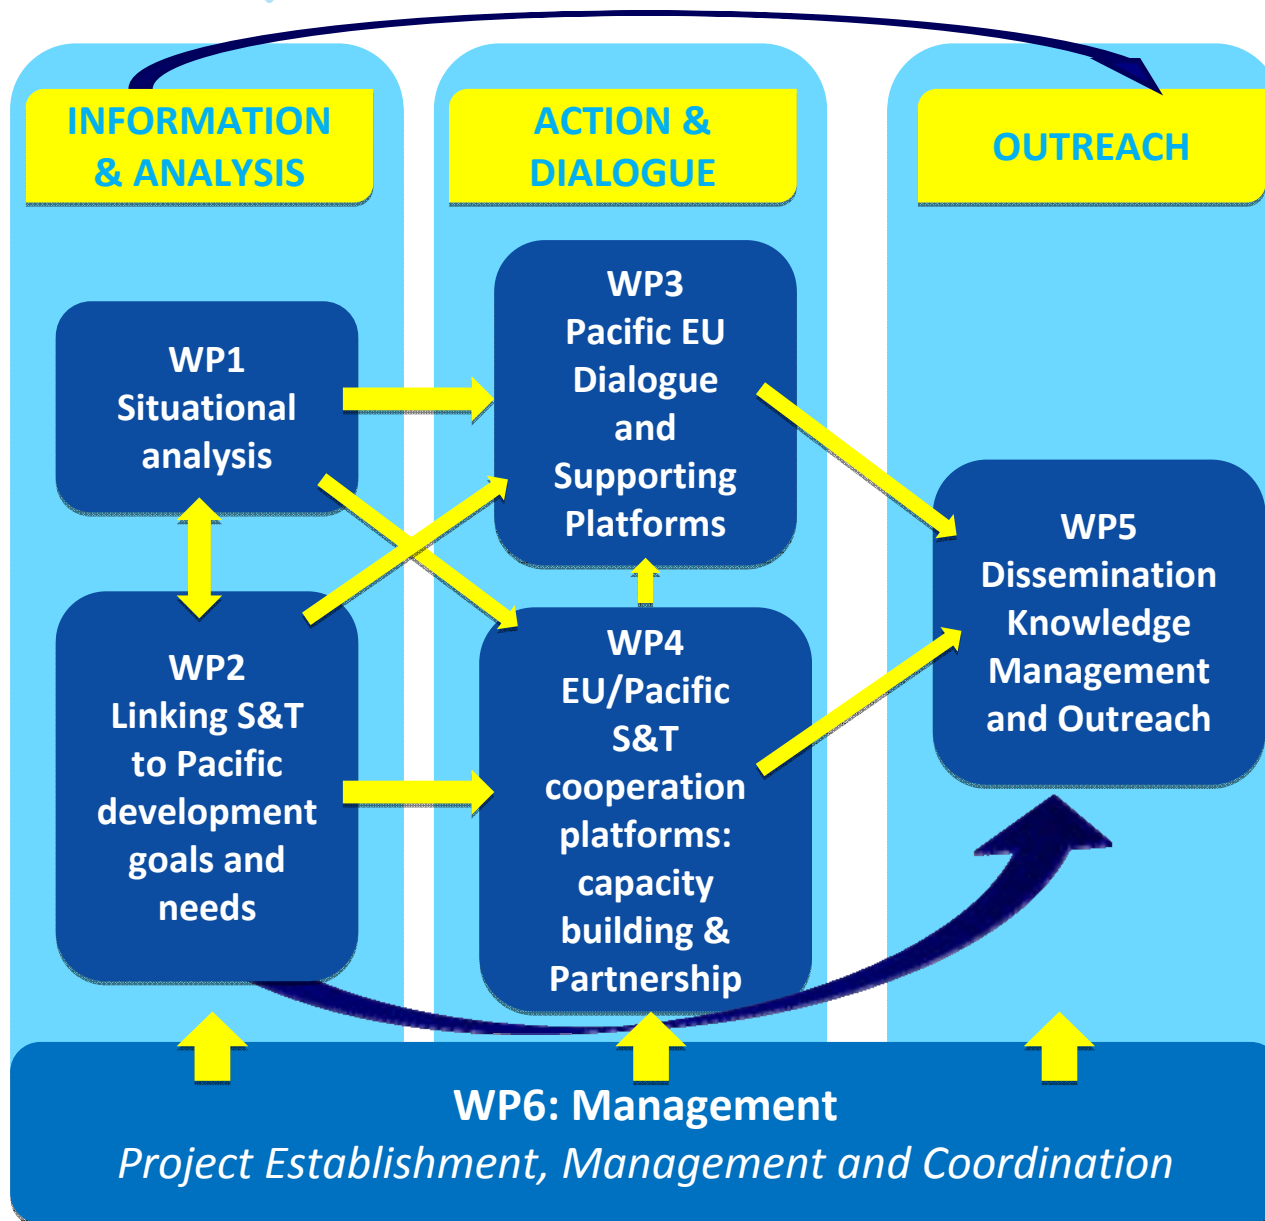 INFORMATION
& ANALYSIS
ACTION &
DIALOGUE
OUTREACH
WP1
Situational
analysis
WP2
Linking S&T
to Pacific
development
goals and
needs
WP3
Pacific EU
Dialogue
and
Supporting
Platforms
WP4
EU/Pacific
S&T
cooperation
platforms:
capacity
building &
Partnership
WP5
Dissemination
Knowledge
Management
and Outreach
WP6: Management
Project Establishment, Management and Coordination